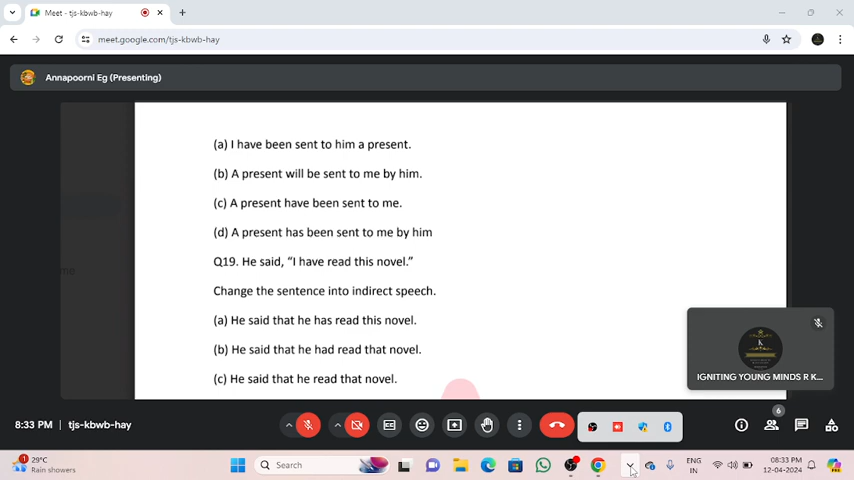 Meet - tjs-kbwb-hay
meet.google.com/tjs-kbwb-hay
Annapoorni Eg (Presenting)
(a) I have been sent to him a present.
(b) A present will be sent to me by him.
(c) A present have been sent to me.
(d) A present has been sent to me by him
Q19. He said, “I have read this novel.”
Change the sentence into indirect speech.
(a) He said that he has read this novel.
(b) He said that he had read that novel.
(c) He said that he read that novel.
K
IGNITING YOUNG MINDS R K...
8:33 PM | tjs-kbwb-hay
6
29°C
Rain showers
Search
ENG
IN
08:33 PM
12-04-2024